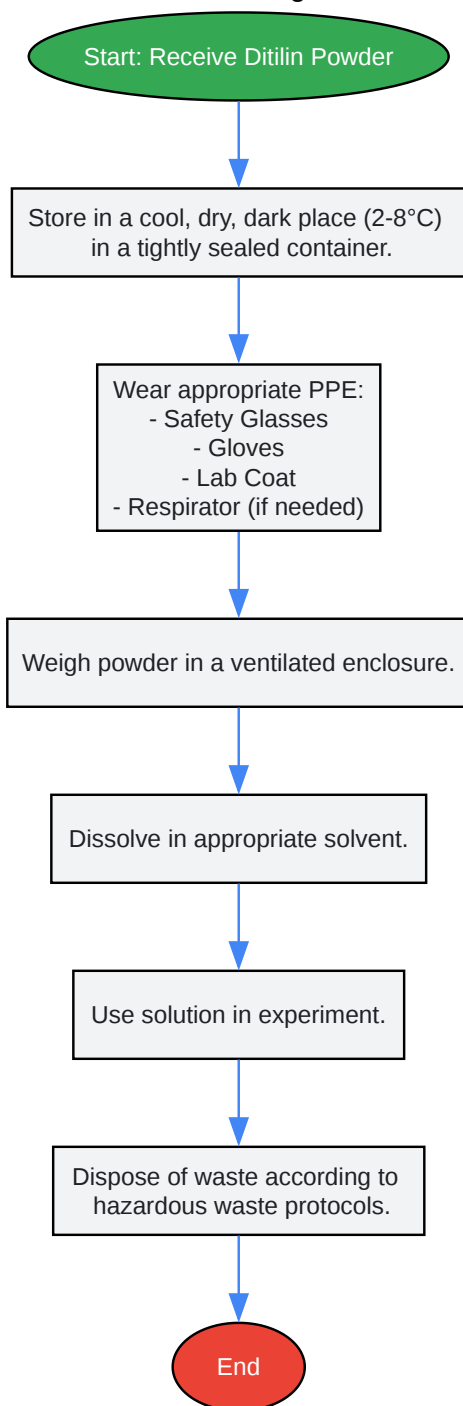 Start: Receive Ditilin Powder
Store in a cool, dry, dark place (2-8°C)
in a tightly sealed container.
Wear appropriate PPE:
- Safety Glasses
- Gloves
- Lab Coat
- Respirator (if needed)
Weigh powder in a ventilated enclosure.
Dissolve in appropriate solvent.
Use solution in experiment.
Dispose of waste according to
hazardous waste protocols.
End